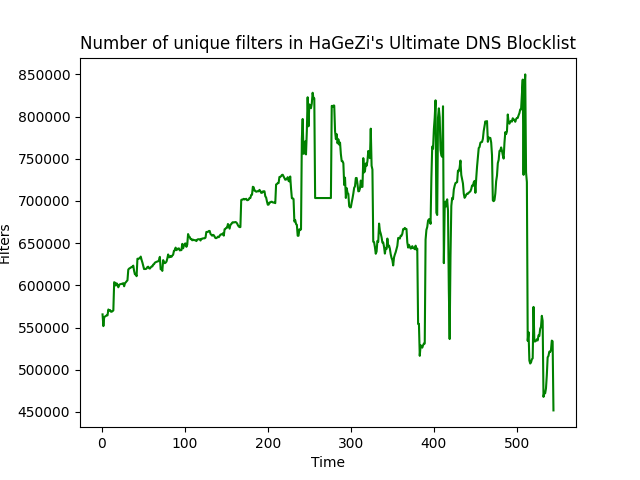 Number of unique filters in HaGeZi's Ultimate DNS Blocklist
850000
800000
750000
700000
650000
600000
550000
500000
450000
Filters
0 100 200 300 400 500
Time